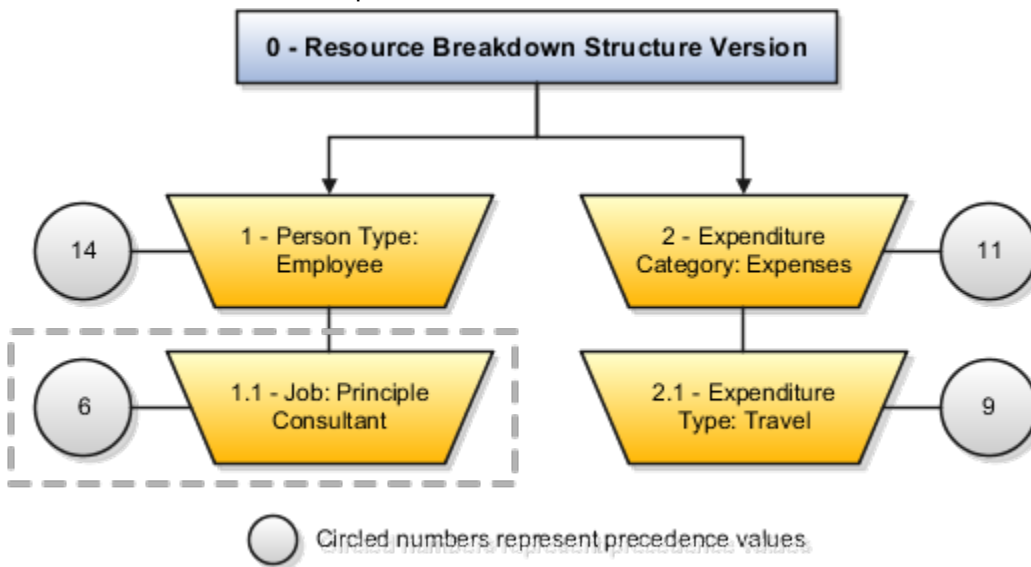 0 - Resource Breakdown Structure Version
14
1 - Person Type:
Employee
2 - Expenditure
Category: Expenses
11
6
1.1 - Job: Principle
Consultant
2.1 - Expenditure
Type: Travel
9
Circled numbers represent precedence values